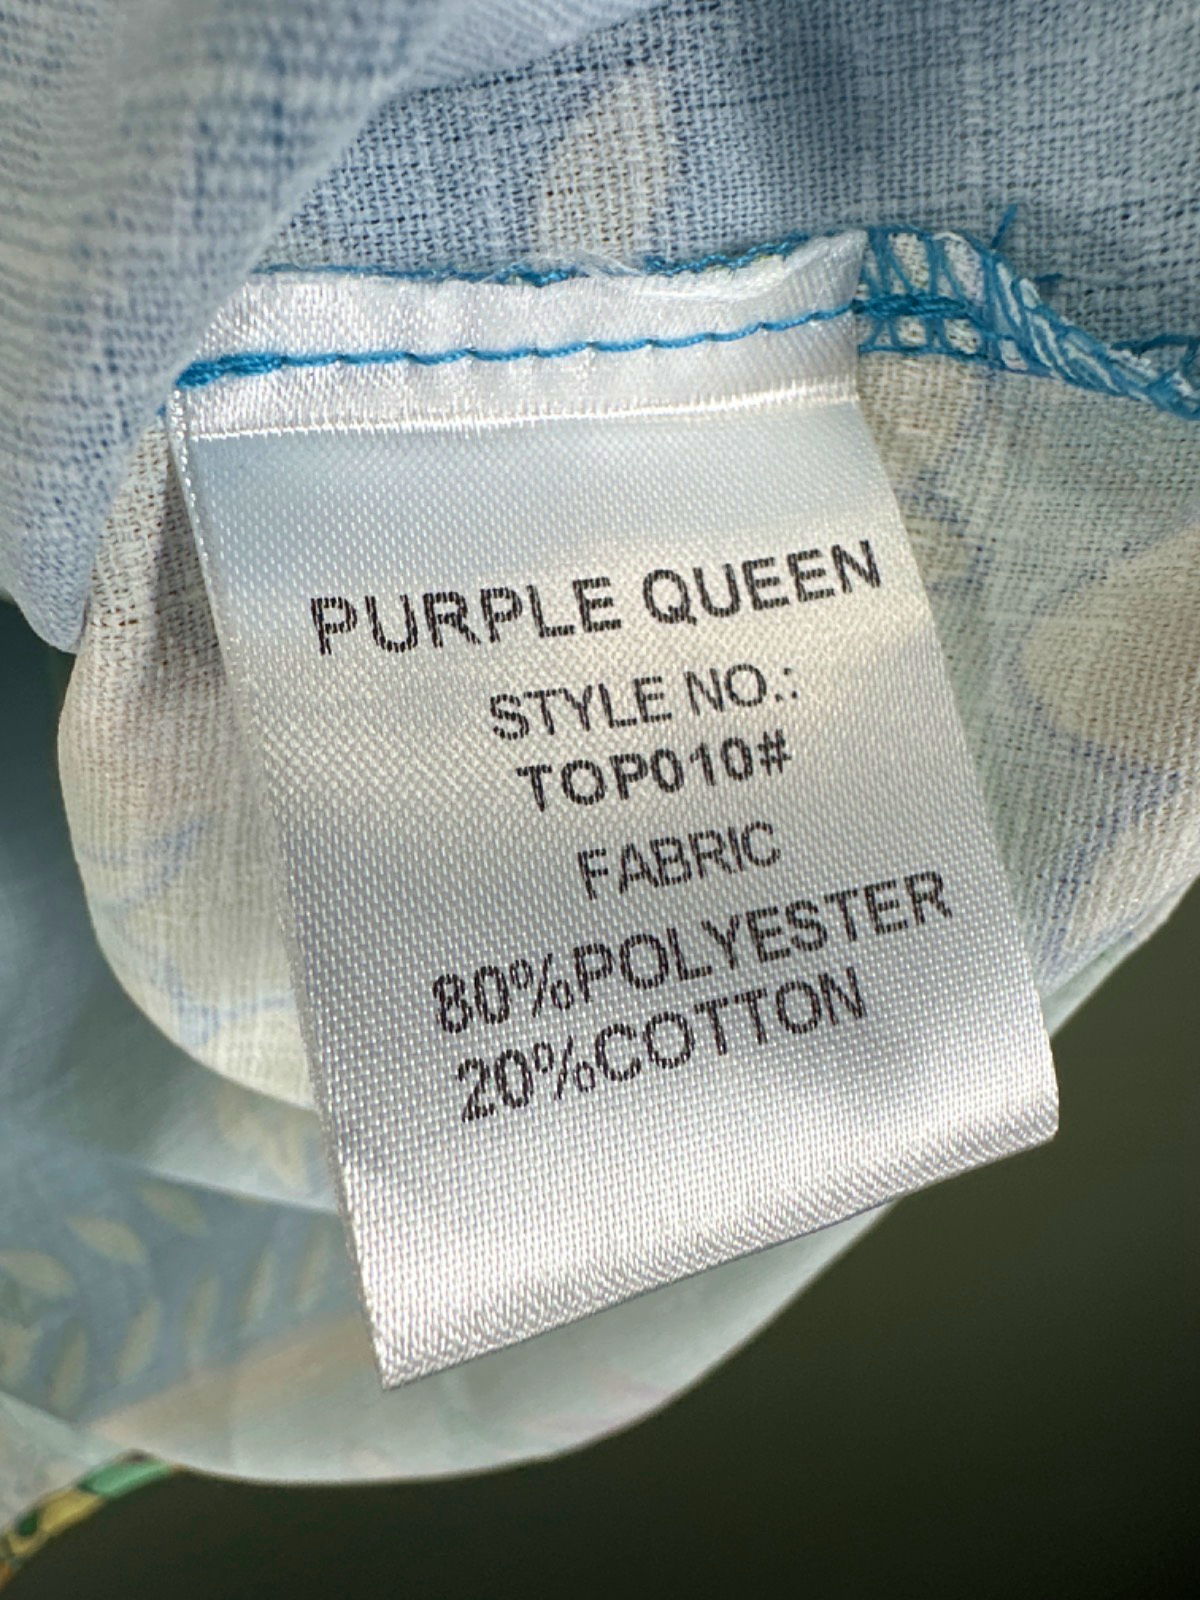 PURPLE QUEEN
STYLE NO.:
TOP010#
FABRIC
80%POLYESTER
20%COTTON